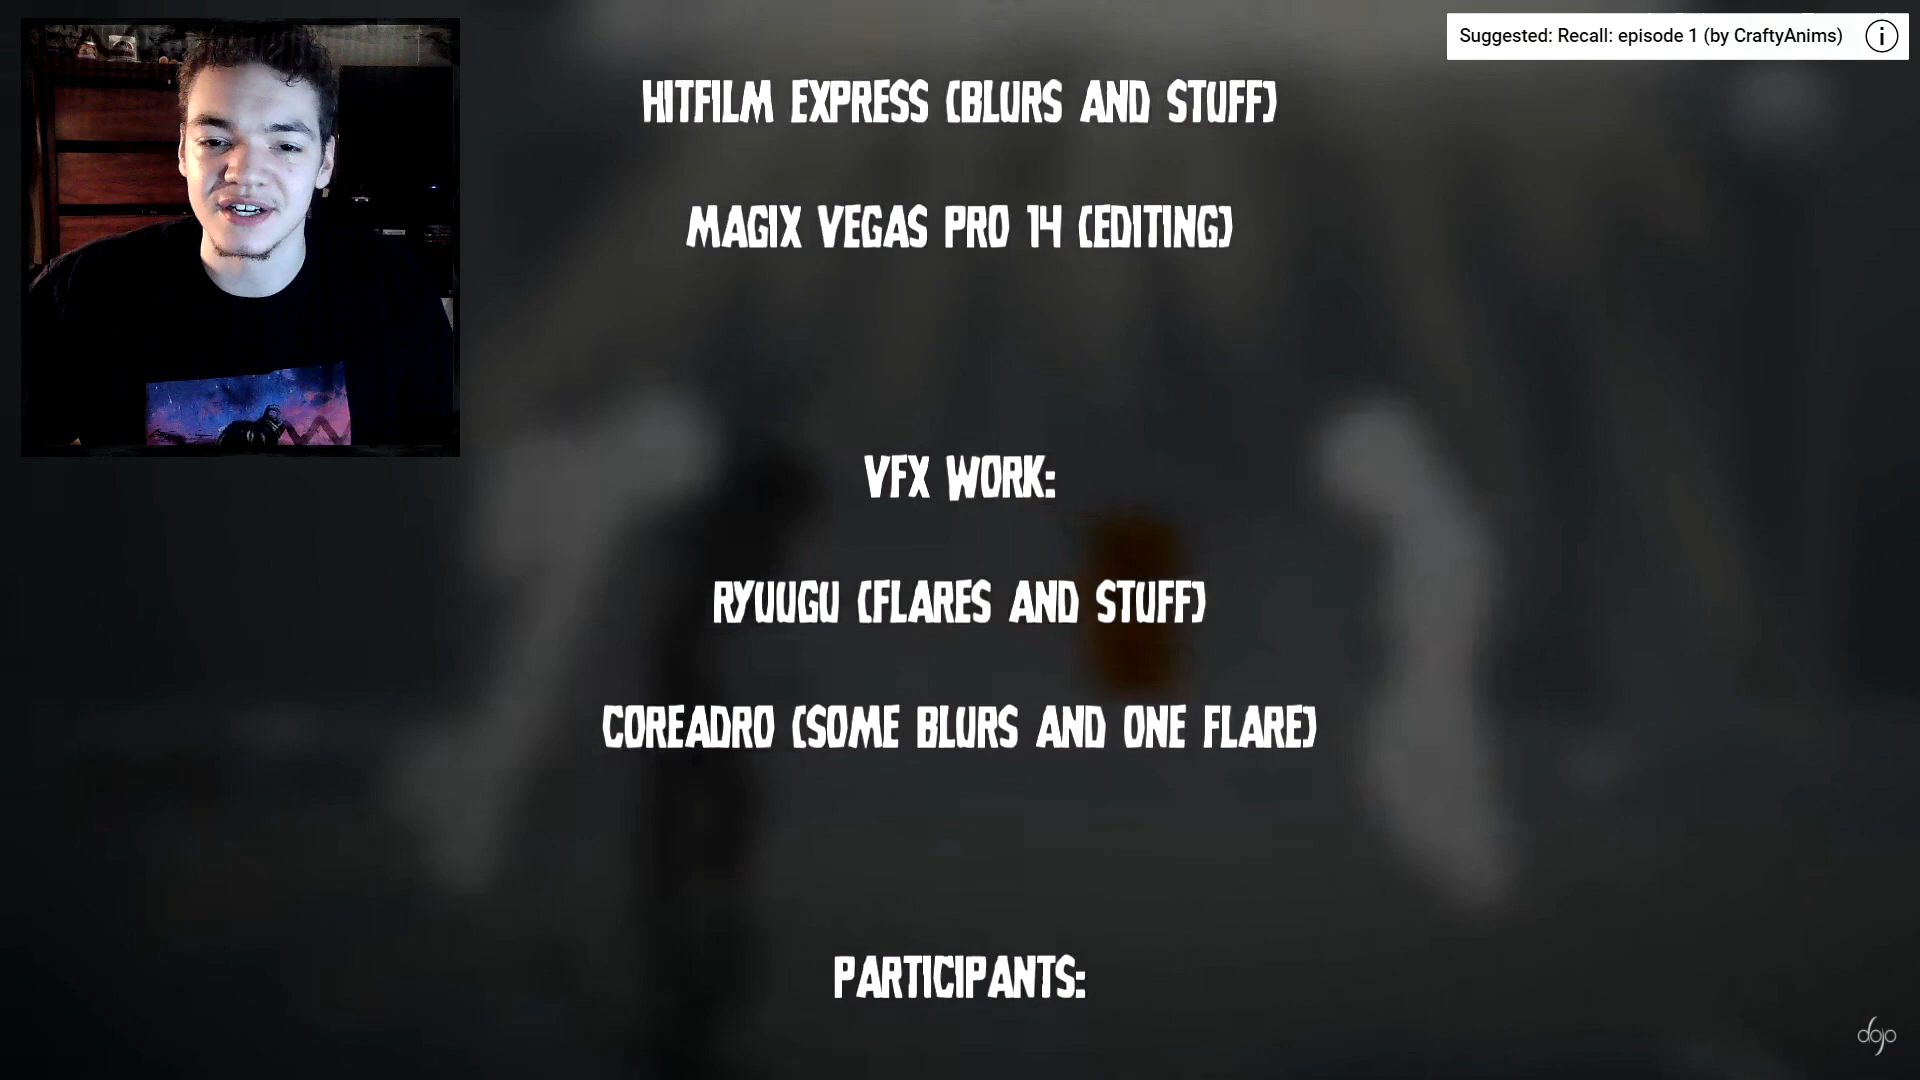 Suggested: Recall: episode 1 (by CraftyAnims)
HITFILM EXPRESS (BLURS AND STUFF)
MAGIX VEGAS PRO 14 (EDITING)
VFX WORK:
RYUUGU (FLARES AND STUFF)
COREADRO (SOME BLURS AND ONE FLARE)
PARTICIPANTS:
dojo